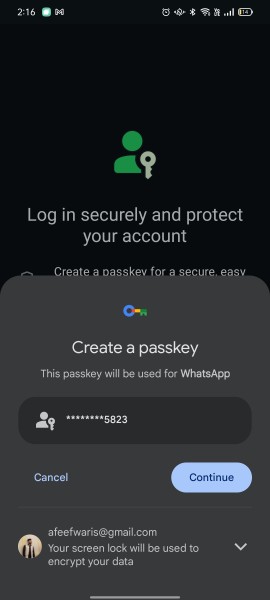 2:16
14
Log in securely and protect
your account
Create a passkey for a secure, easy
Create a passkey
This passkey will be used for WhatsApp
********5823
Cancel
Continue
afeefwaris@gmail.com
Your screen lock will be used to
encrypt your data